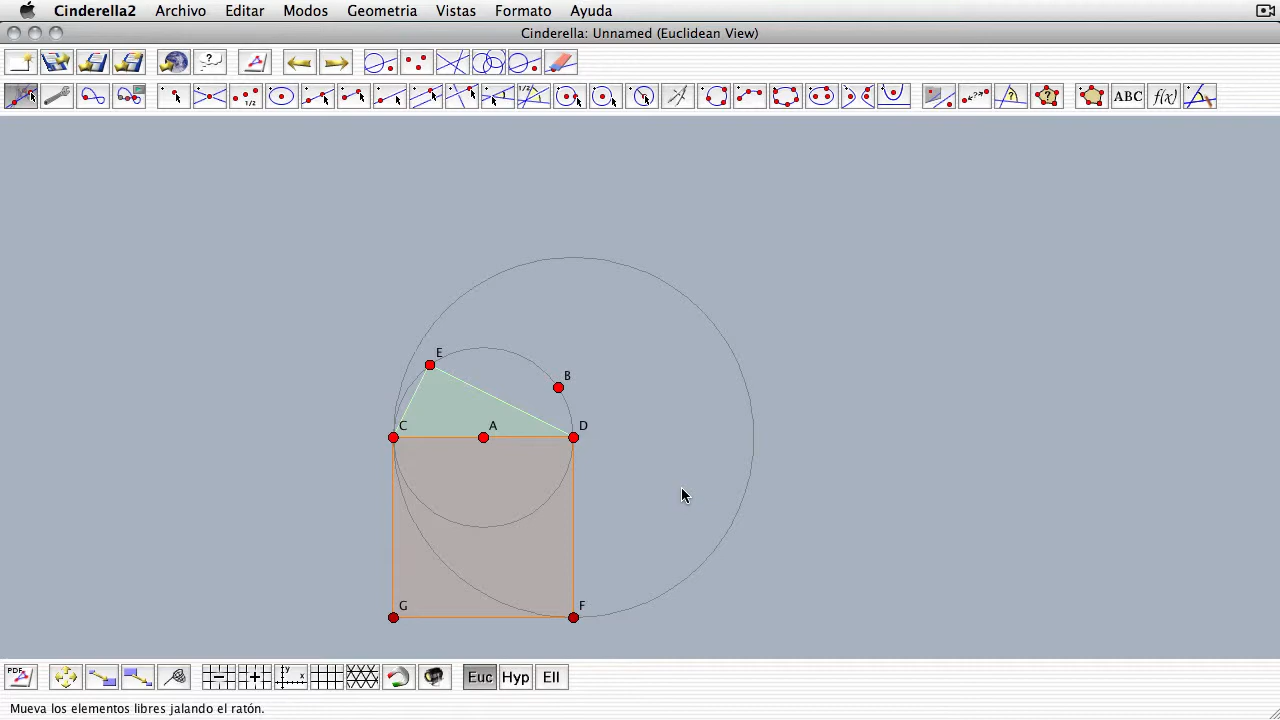 Cinderella2 Archivo Editar Modos Geometria Vistas Formato Ayuda
Cinderella: Unnamed (Euclidean View)
ABC f(x)
E
B
C A D
G F
PDF
Euc Hyp Ell
Mueva los elementos libres jalando el ratón.